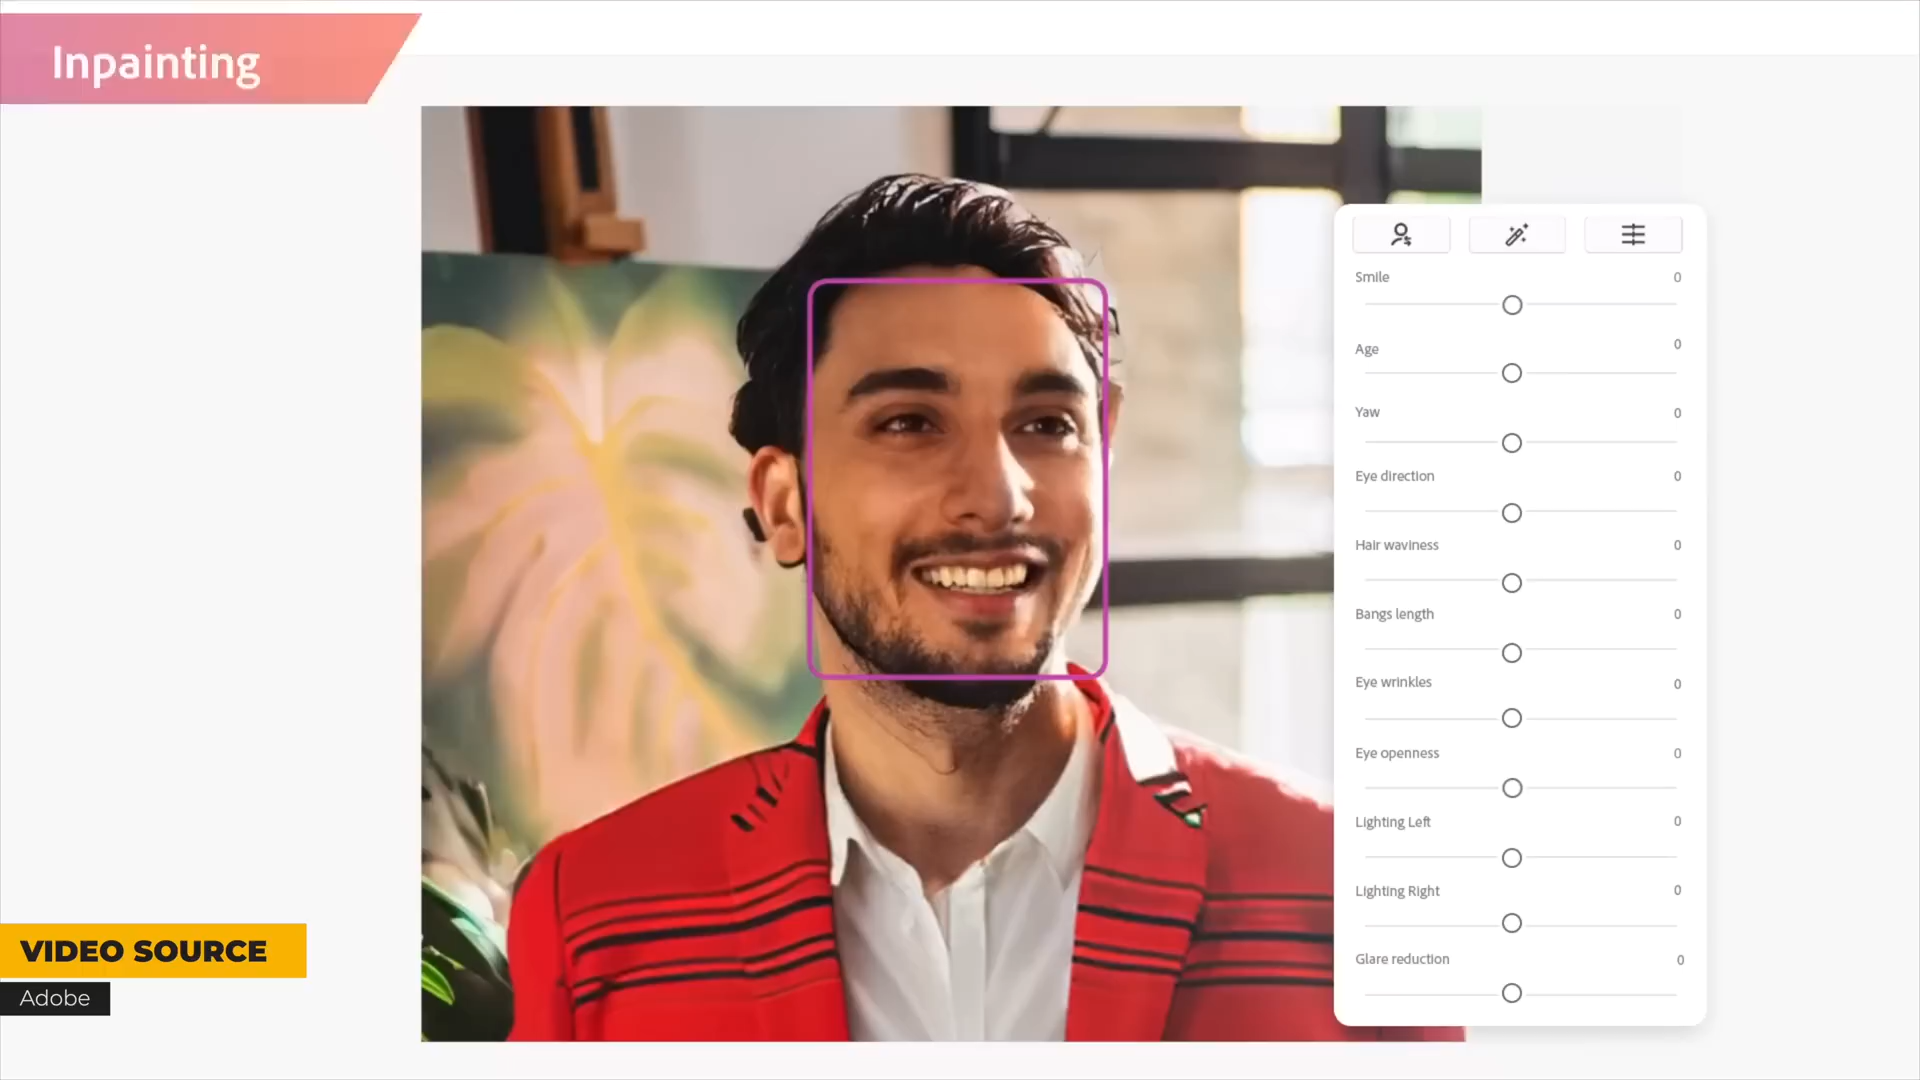 Inpainting
Smile 0
Age 0
Yaw 0
Eye direction 0
Hair waviness 0
Bangs length 0
Eye wrinkles 0
Eye openness 0
Lighting Left 0
Lighting Right 0
Glare reduction 0
VIDEO SOURCE
Adobe